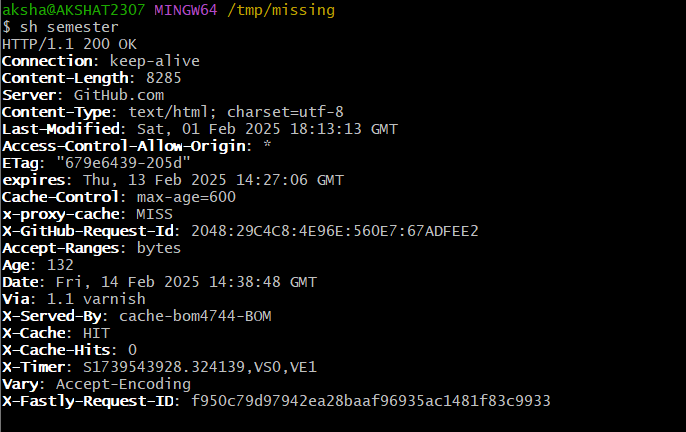 aksha@AKSHAT2307 MINGW64 /tmp/missing
$ sh semester
HTTP/1.1 200 OK
Connection: keep-alive
Content-Length: 8285
Server: GitHub.com
Content-Type: text/html; charset=utf-8
Last-Modified: Sat, 01 Feb 2025 18:13:13 GMT
Access-Control-Allow-Origin: *
ETag: "679e6439-205d"
expires: Thu, 13 Feb 2025 14:27:06 GMT
Cache-Control: max-age=600
x-proxy-cache: MISS
X-GitHub-Request-Id: 2048:29C4C8:4E96E:560E7:67ADFEE2
Accept-Ranges: bytes
Age: 132
Date: Fri, 14 Feb 2025 14:38:48 GMT
Via: 1.1 varnish
X-Served-By: cache-bom4744-BOM
X-Cache: HIT
X-Cache-Hits: 0
X-Timer: S1739543928.324139,VS0,VE1
Vary: Accept-Encoding
X-Fastly-Request-ID: f950c79d97942ea28baaf96935ac1481f83c9933